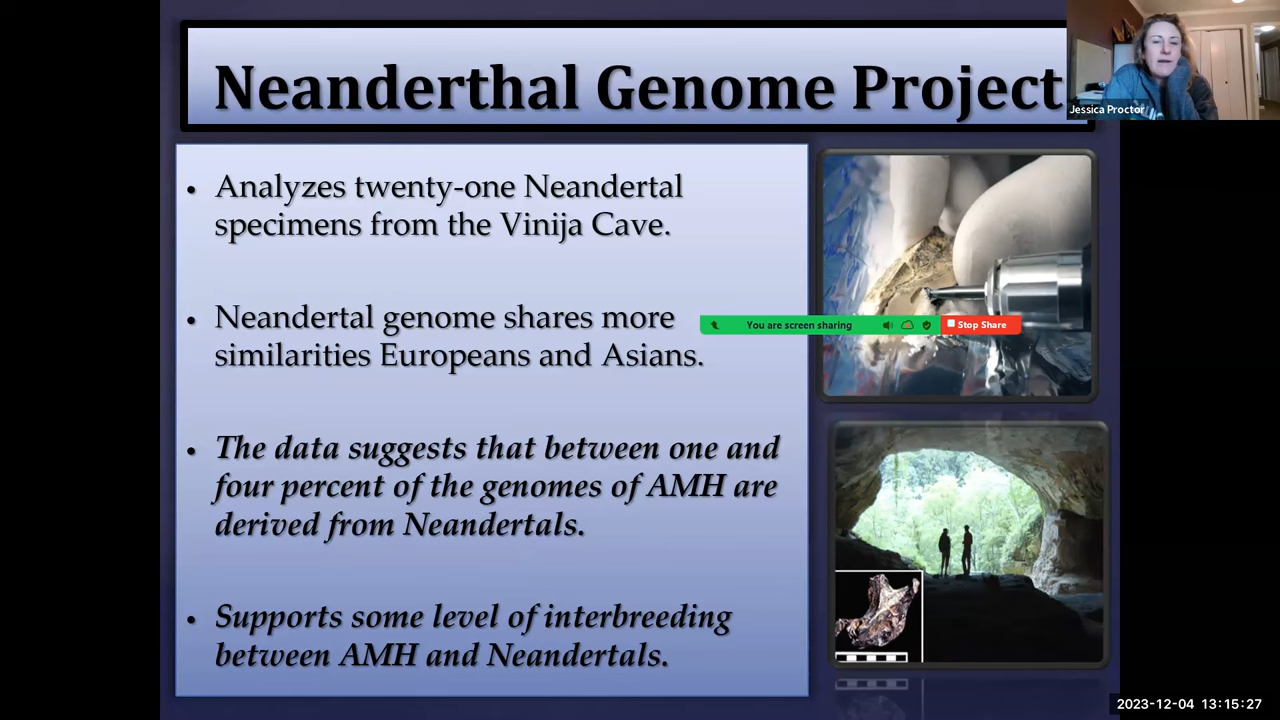 Neanderthal Genome Project
Jessica Proctor
• Analyzes twenty-one Neandertal
specimens from the Vinija Cave.
• Neandertal genome shares more
similarities Europeans and Asians.
You are screen sharing
Stop Share
• The data suggests that between one and
four percent of the genomes of AMH are
derived from Neandertals.
• Supports some level of interbreeding
between AMH and Neandertals.
2023-12-04 13:15:27